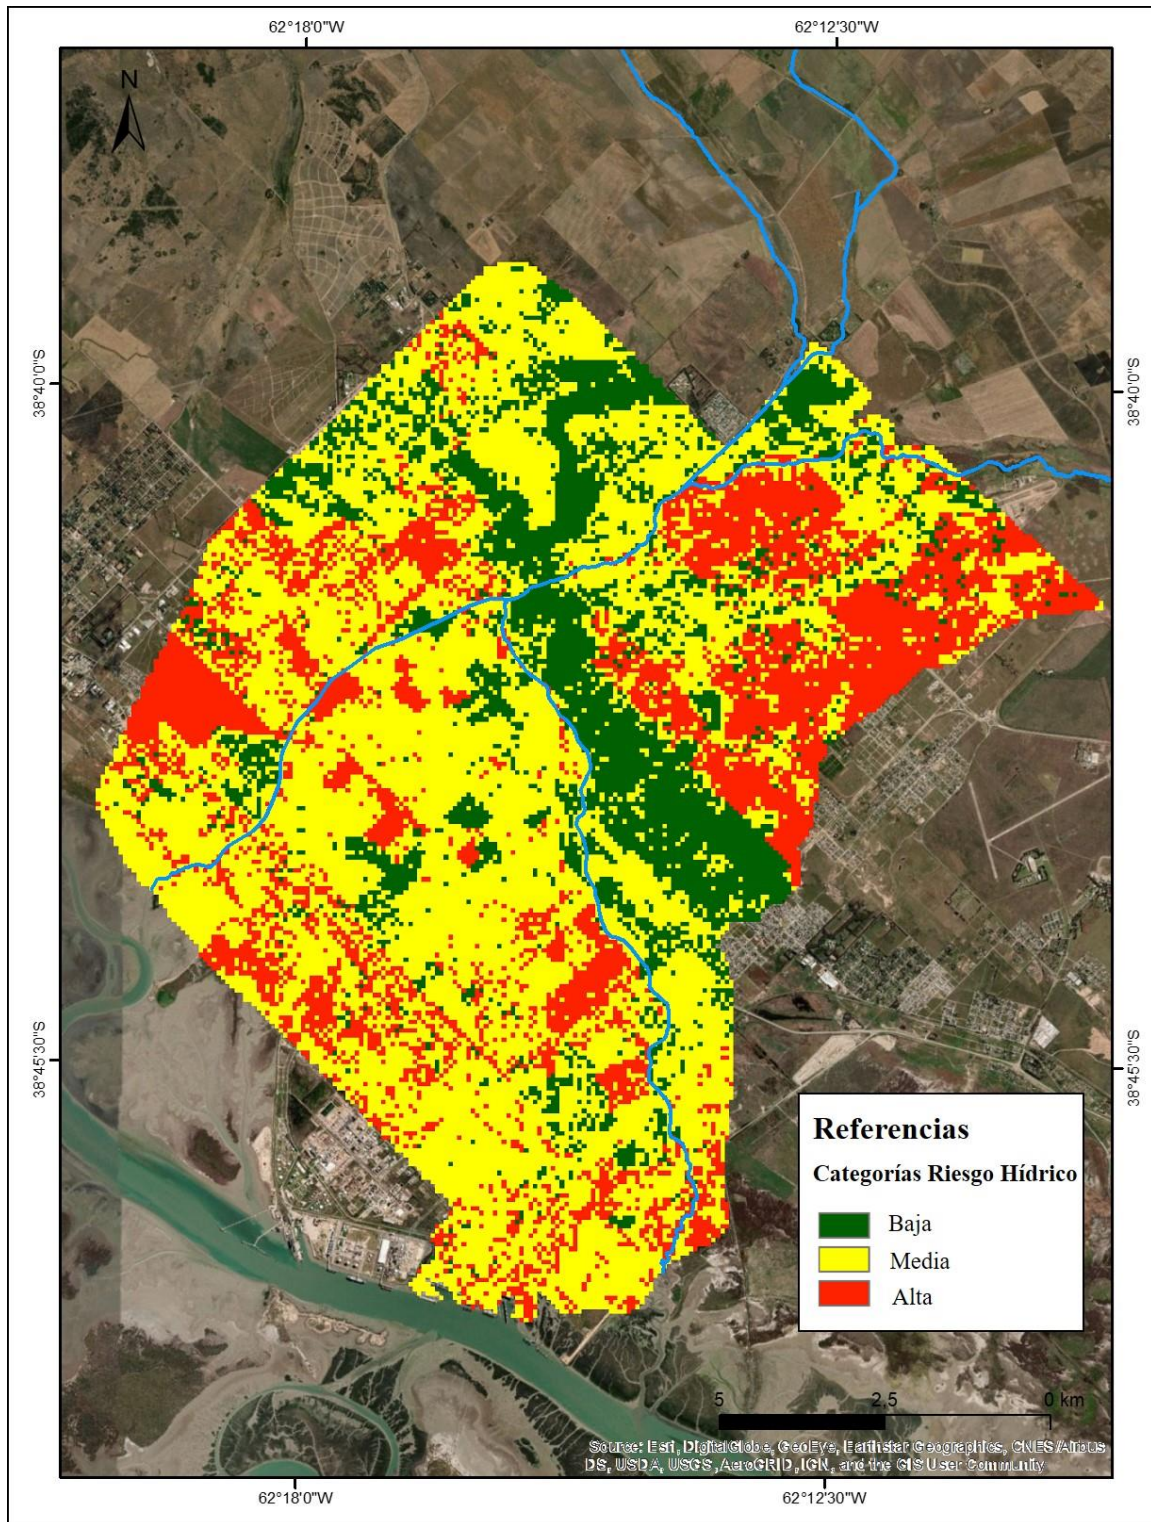 62°18'0"W
62°12'30"W
N
38°40'0"S
38°40'0"S
38°45'30"S
38°45'30"S
Referencias
Categorías Riesgo Hídrico
Baja
Media
Alta
5
2,5
0 km
Source: Esri, DigitalGlobe, GeoEye, Earthstar Geographics, CNES/Airbus
DS, USDA, USGS, AeroGRID, IGN, and the GIS User Community
62°18'0"W
62°12'30"W